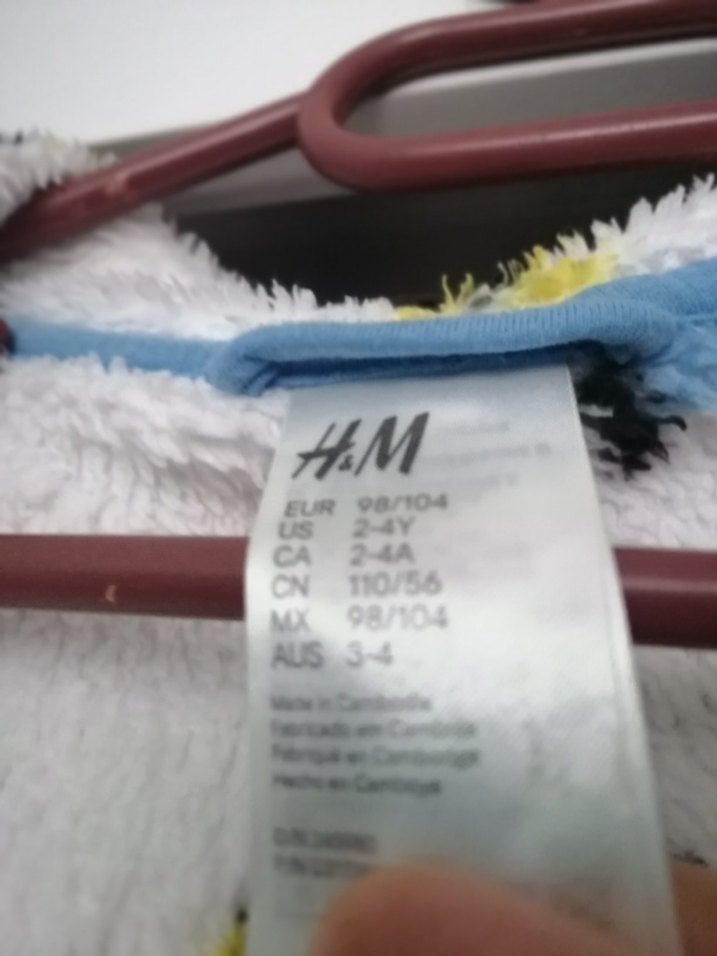 H&M
EUR 98/104
US 2-4Y
CA 2-4A
CN 110/56
MX 98/104
AUS 3-4
Made in Cambodia
Fabricado em Camboja
Fabriqué en Cambodge
Hecho en Camboya